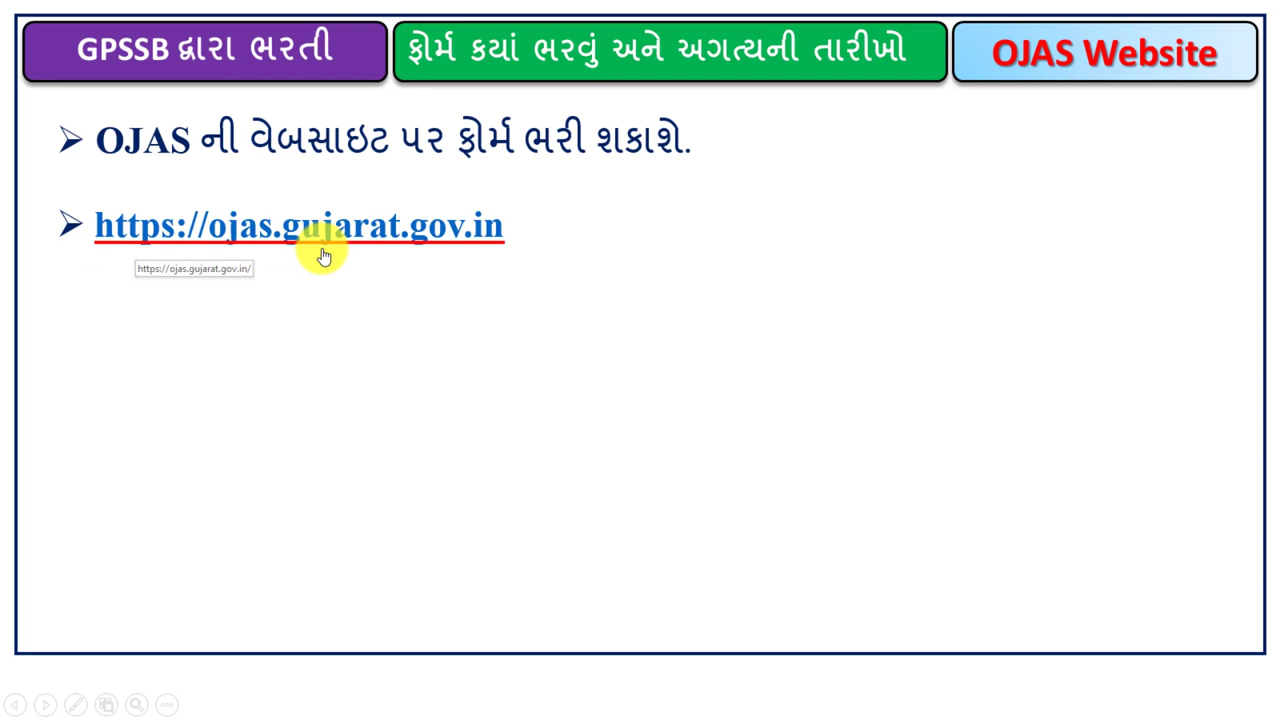 GPSSB દ્વારા ભરતી
ફોર્મ કયાં ભરવું અને અગત્યની તારીખો
OJAS Website
➢ OJAS ની વેબસાઇટ પર ફોર્મ ભરી શકાશે.
➢ https://ojas.gujarat.gov.in
https://ojas.gujarat.gov.in/